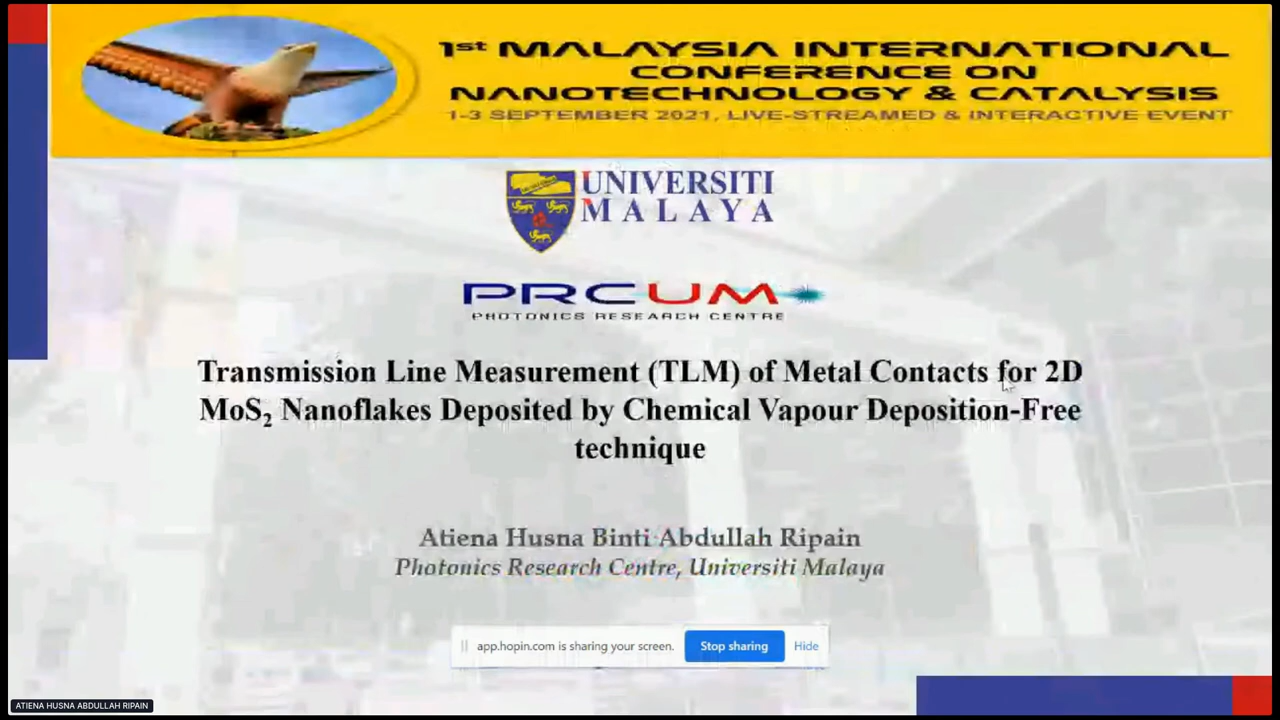 1st MALAYSIA INTERNATIONAL
CONFERENCE ON
NANOTECHNOLOGY & CATALYSIS
1-3 SEPTEMBER 2021, LIVE-STREAMED & INTERACTIVE EVENT
UNIVERSITI
MALAYA
PRCUM
PHOTONICS RESEARCH CENTRE
Transmission Line Measurement (TLM) of Metal Contacts for 2D
MoS₂ Nanoflakes Deposited by Chemical Vapour Deposition-Free
technique
Atiena Husna Binti Abdullah Ripain
Photonics Research Centre, Universiti Malaya
app.hopin.com is sharing your screen. Stop sharing Hide
ATIENA HUSNA ABDULLAH RIPAIN